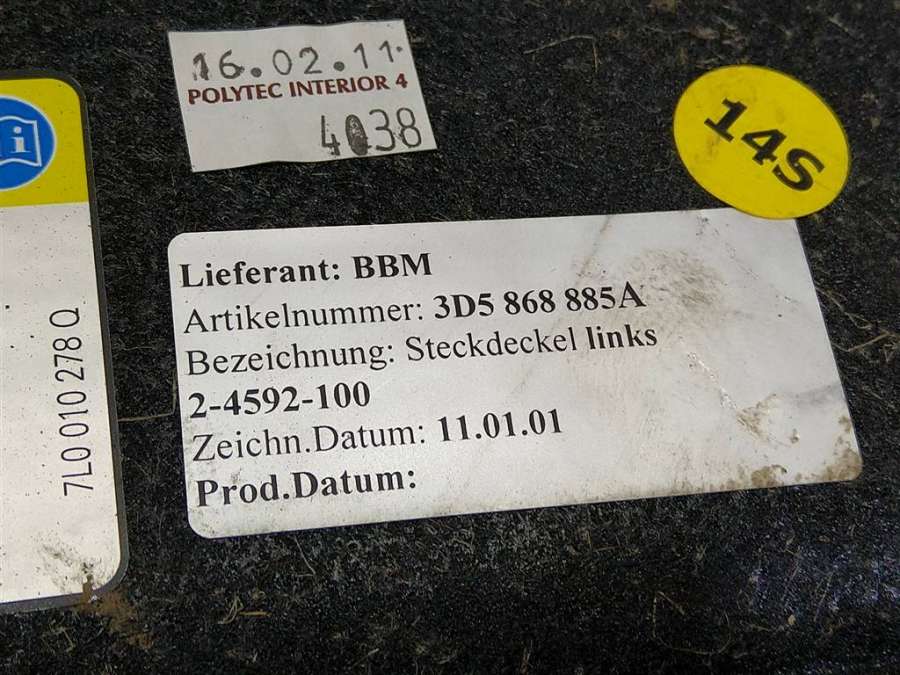 16.02.11.
POLYTEC INTERIOR 4
4038
14S
Lieferant: BBM
Artikelnummer: 3D5 868 885A
Bezeichnung: Steckdeckel links
2-4592-100
Zeichn.Datum: 11.01.01
Prod.Datum:
i
7L0 010 278 Q